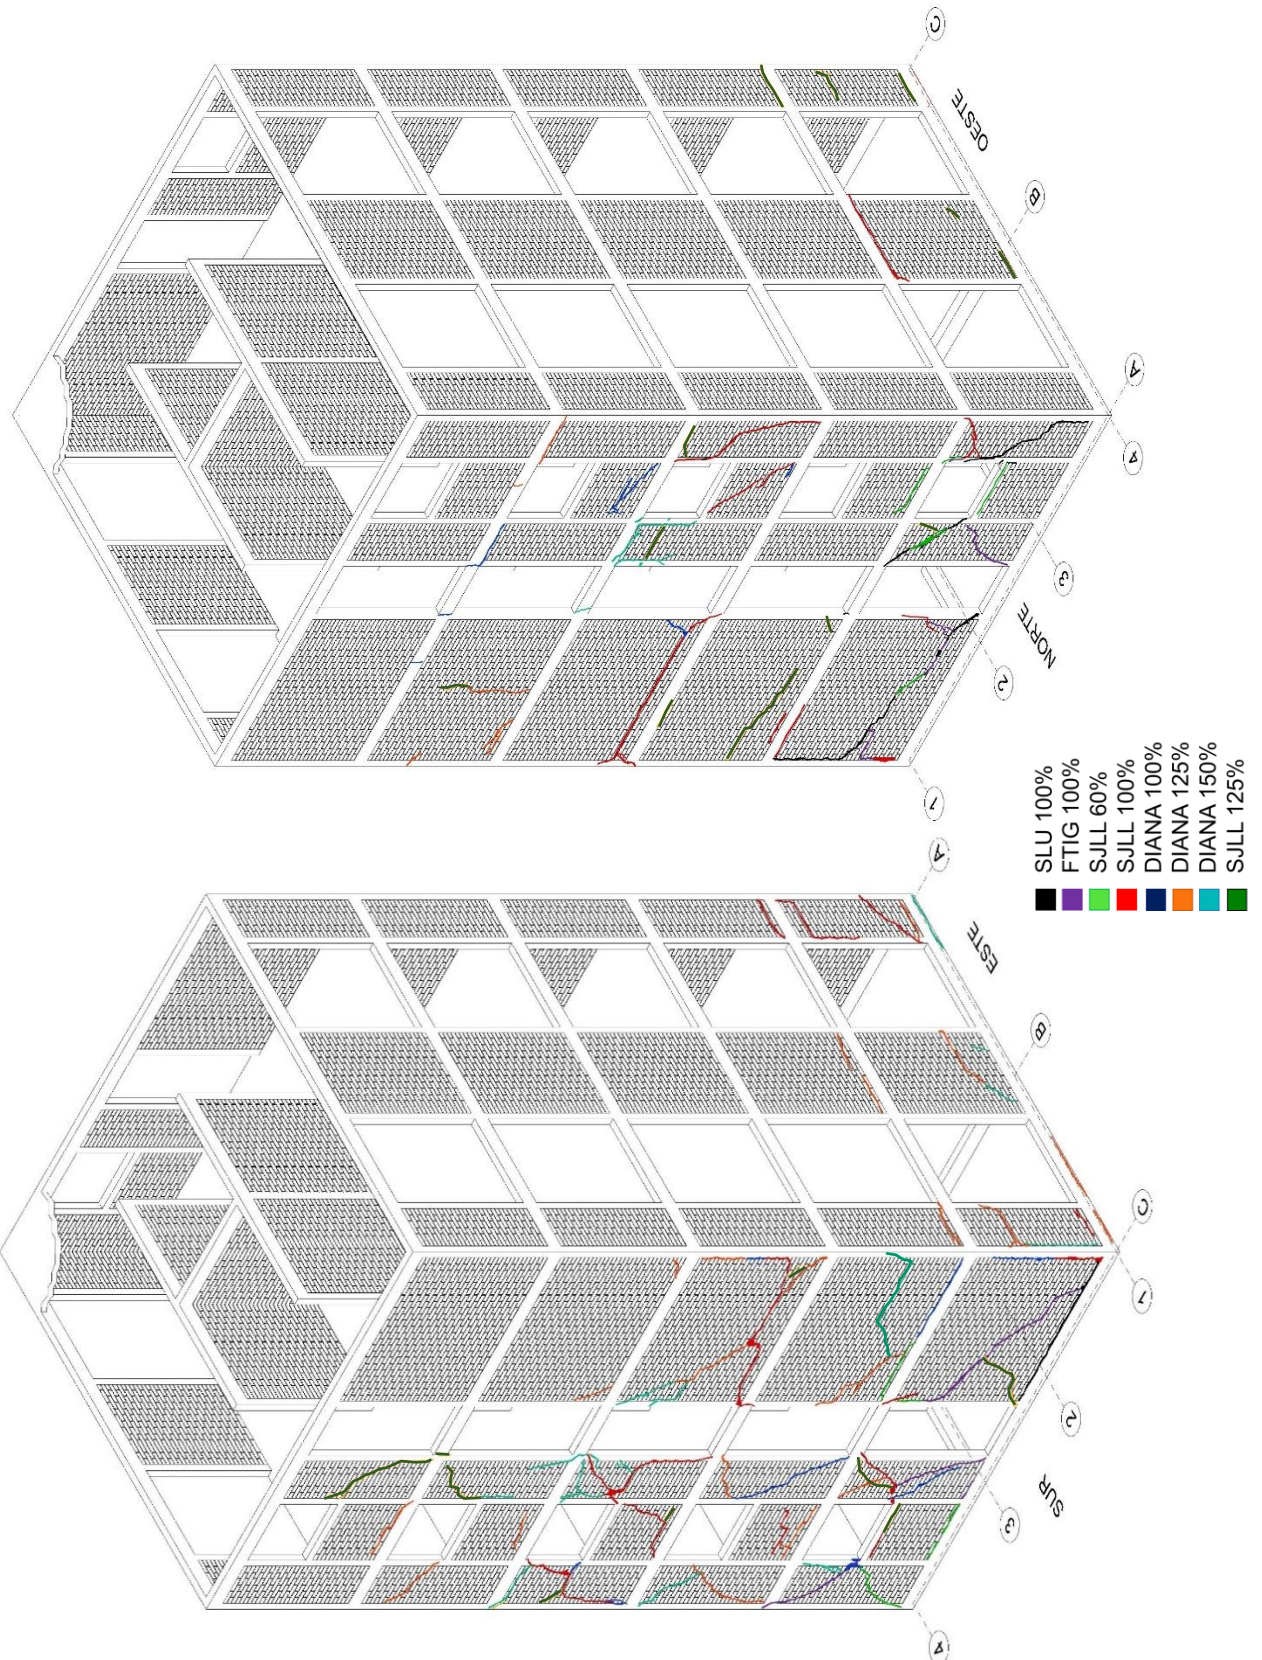 4
3
SUR
2
1
C
B
ESTE
A
1
2
NORTE
3
4
A
B
OESTE
C
SLU 100%
FTIG 100%
SJLL 60%
SJLL 100%
DIANA 100%
DIANA 125%
DIANA 150%
SJLL 125%